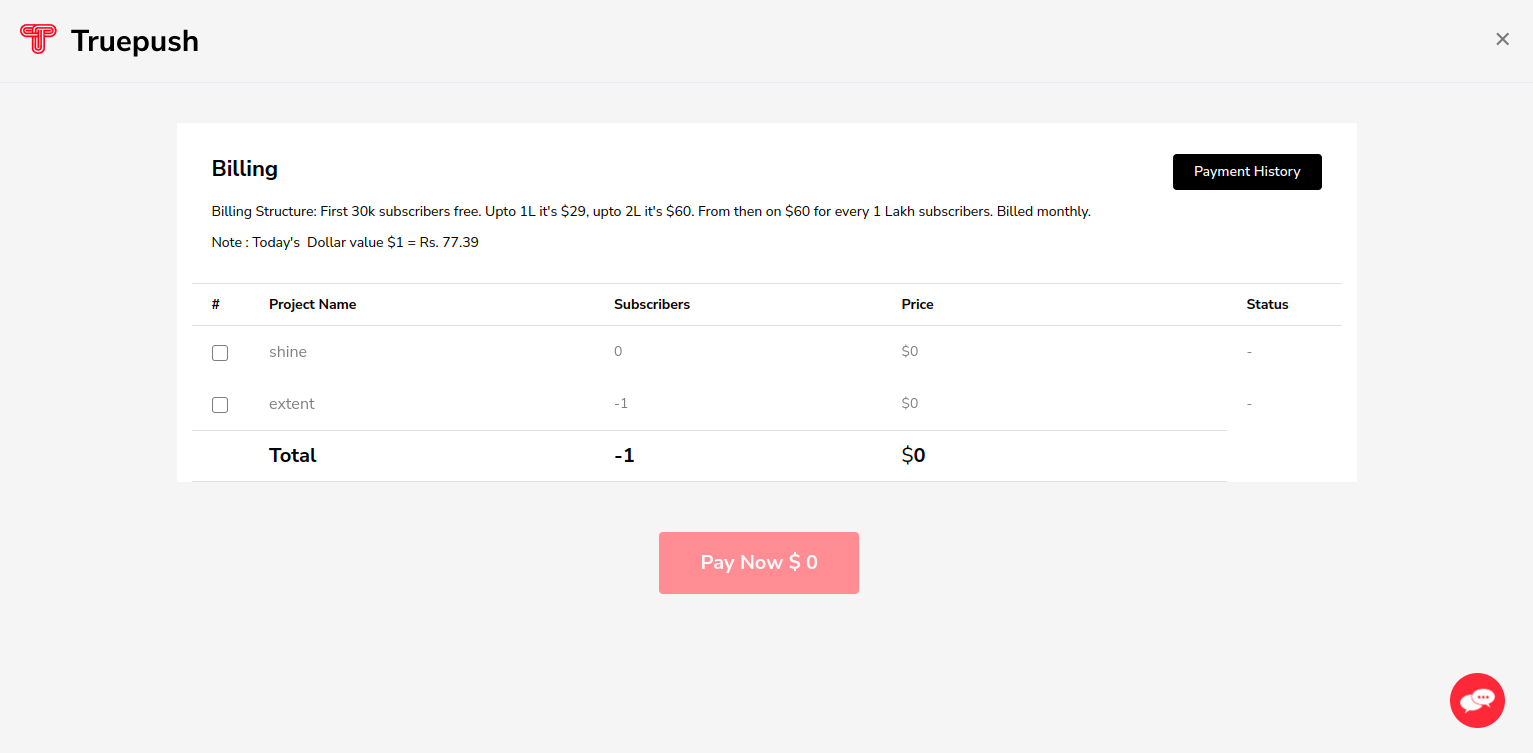 Truepush
×
Billing
Payment History
Billing Structure: First 30k subscribers free. Upto 1L it's $29, upto 2L it's $60. From then on $60 for every 1 Lakh subscribers. Billed monthly.
Note : Today's  Dollar value $1 = Rs. 77.39
# Project Name Subscribers Price Status
shine 0 $0 -
extent -1 $0 -
Total -1 $0
Pay Now $ 0